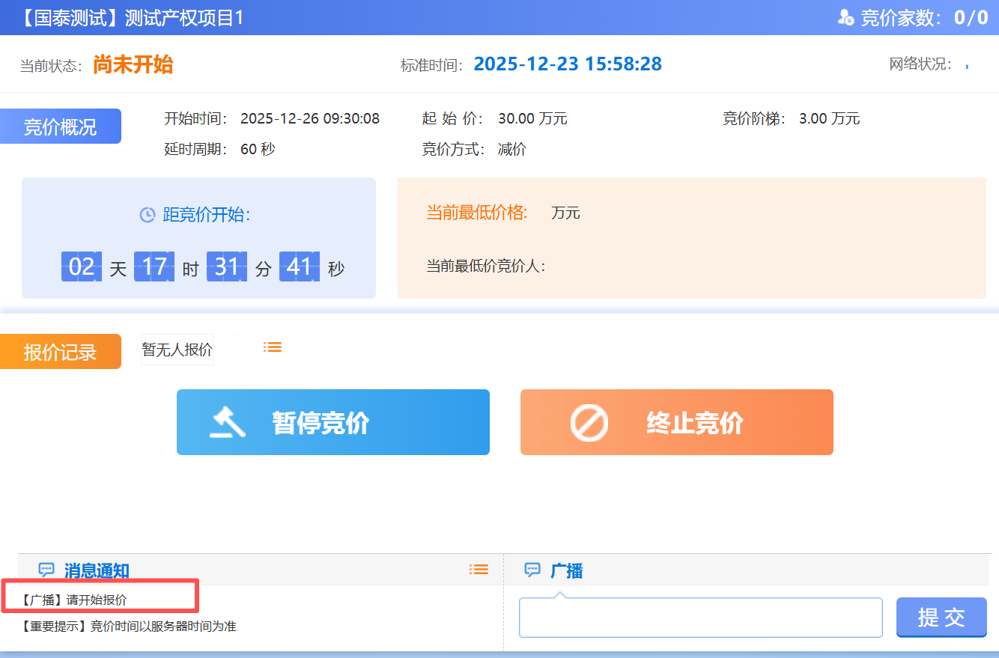 【国泰测试】测试产权项目1 竞价家数： 0/0
当前状态： 尚未开始 标准时间： 2025-12-23 15:58:28 网络状况：
竞价概况 开始时间： 2025-12-26 09:30:08 起 始 价： 30.00 万元 竞价阶梯： 3.00 万元
延时周期： 60 秒 竞价方式： 减价
距竞价开始：
02 天 17 时 31 分 41 秒
当前最低价格: 万元
当前最低价竞价人：
报价记录 暂无人报价
暂停竞价 终止竞价
消息通知
【广播】请开始报价
【重要提示】竞价时间以服务器时间为准
广播
提 交